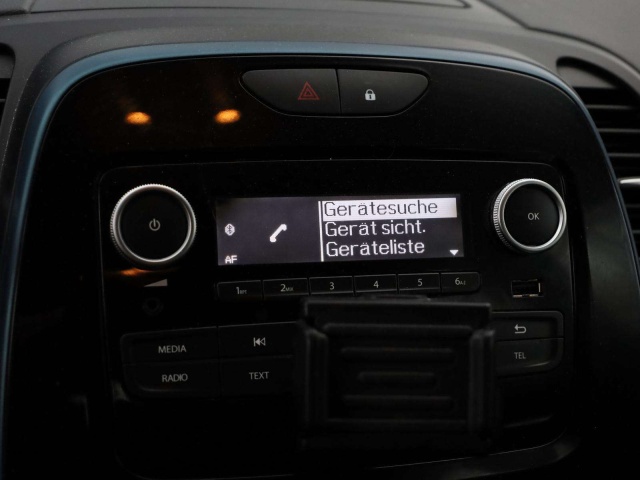 Gerätesuche
Gerät sicht.
Geräteliste
AF
OK
1
2
3
4
5
6
MEDIA
RADIO
TEXT
TEL